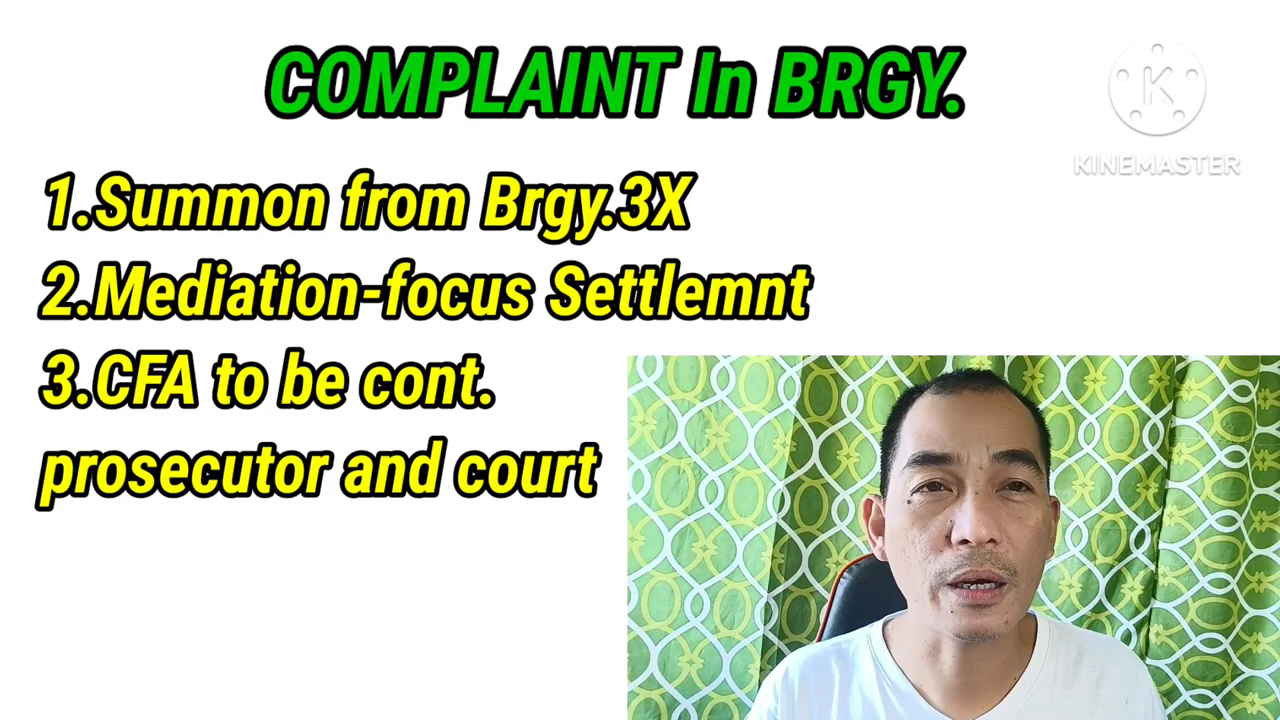 COMPLAINT In BRGY.
K
KINEMASTER
1.Summon from Brgy.3X
2.Mediation-focus Settlemnt
3.CFA to be cont.
prosecutor and court